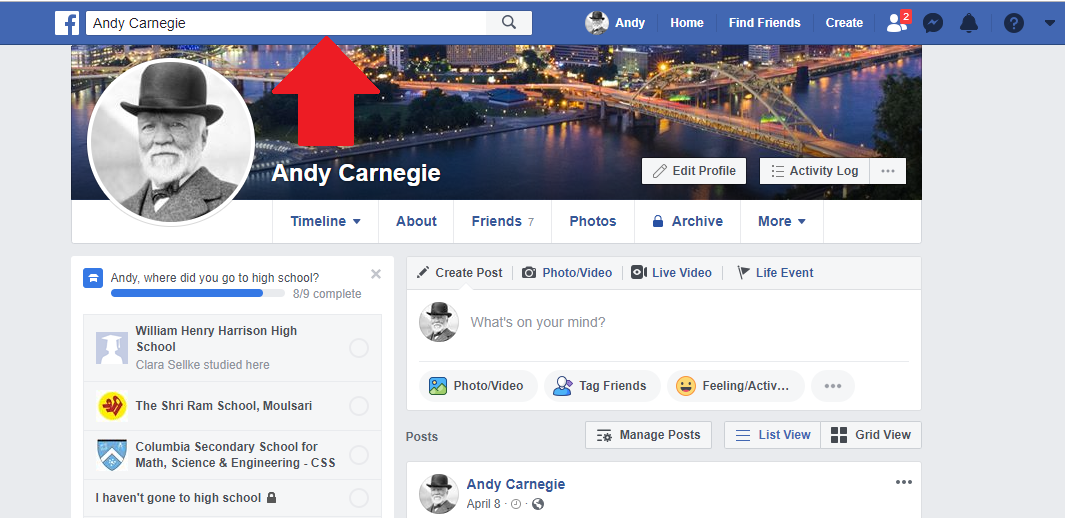 f Andy Carnegie Andy Home Find Friends Create 2 ?
Andy Carnegie
Edit Profile Activity Log ...
Timeline About Friends 7 Photos Archive More
Andy, where did you go to high school?
8/9 complete
William Henry Harrison High
School
Clara Sellke studied here
The Shri Ram School, Moulsari
Columbia Secondary School for
Math, Science & Engineering - CSS
I haven't gone to high school
Create Post Photo/Video Live Video Life Event
What's on your mind?
Photo/Video Tag Friends Feeling/Activ... ...
Posts Manage Posts List View Grid View
Andy Carnegie ...
April 8 · ·